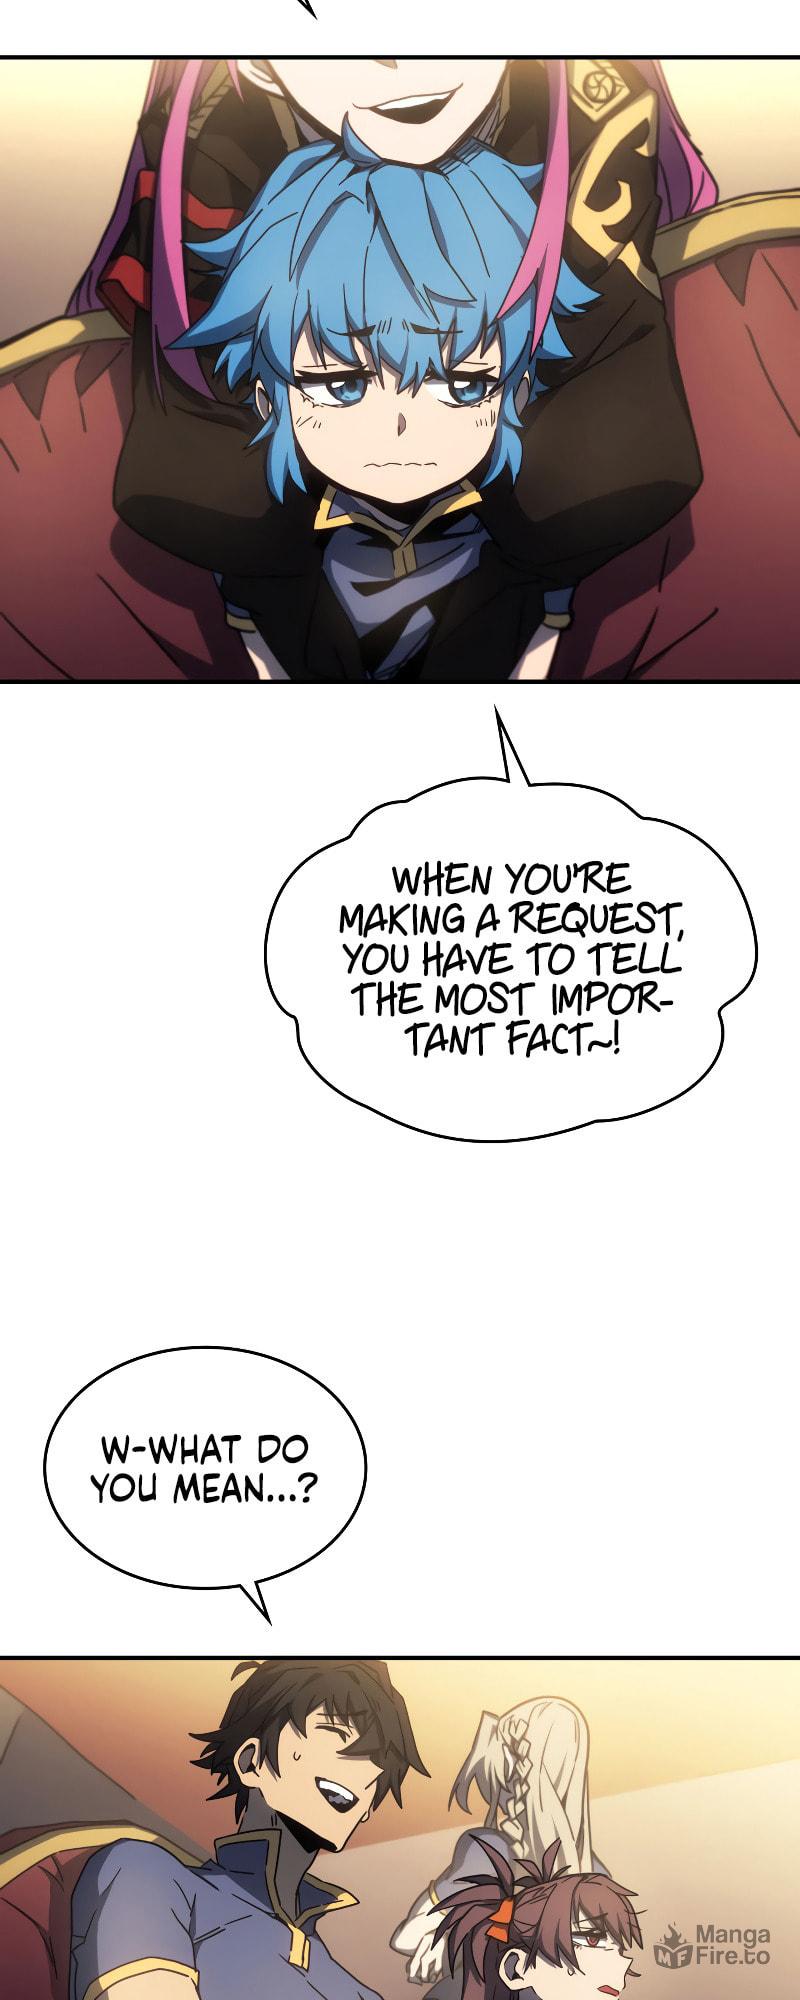 WHEN YOU'RE
MAKING A REQUEST,
YOU HAVE TO TELL
THE MOST IMPOR-
TANT FACT~!
W-WHAT DO
YOU MEAN...?
Manga
MF Fire.to